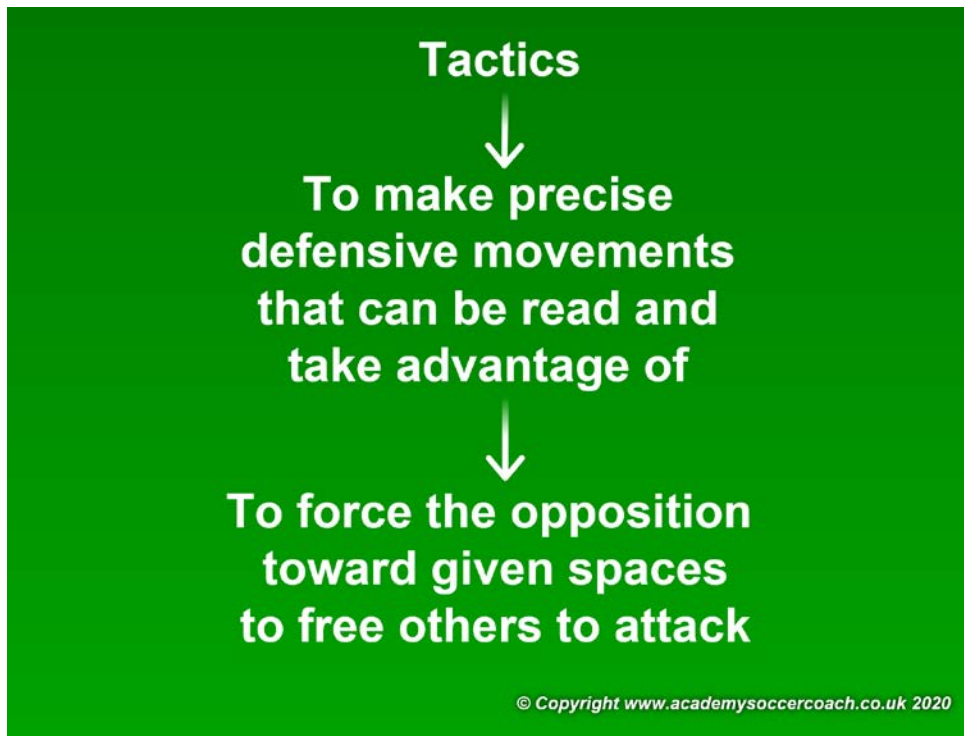 Tactics
To make precise
defensive movements
that can be read and
take advantage of
To force the opposition
toward given spaces
to free others to attack
© Copyright www.academysoccercoach.co.uk 2020